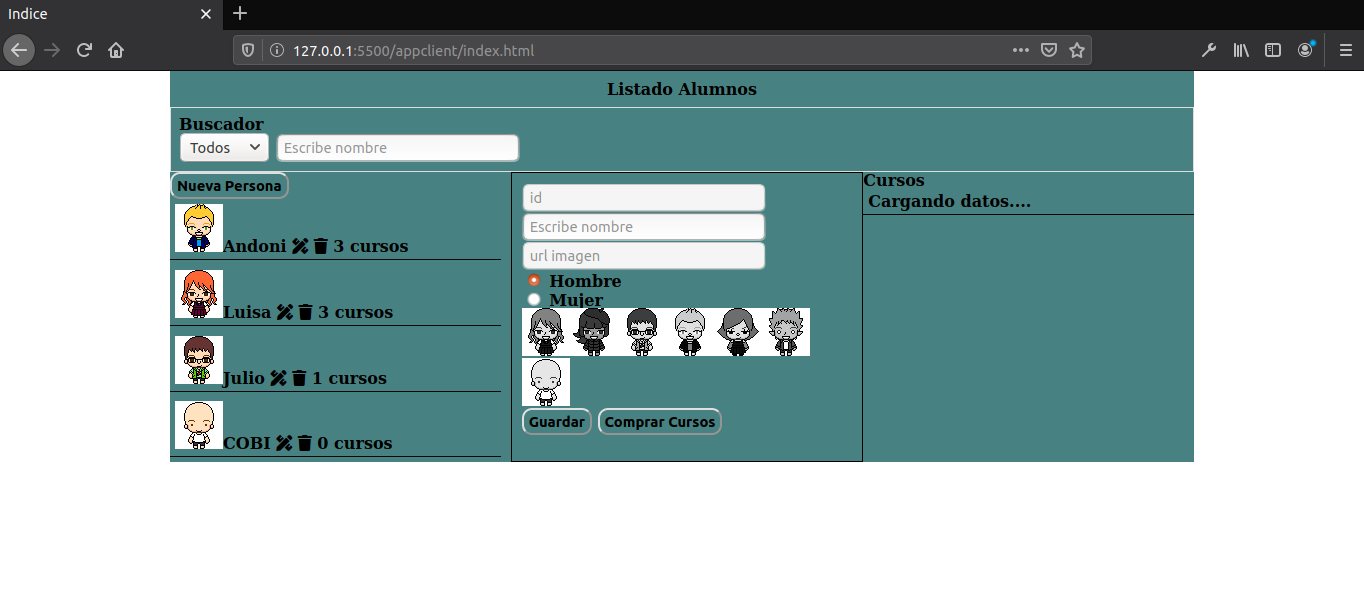 Indice
127.0.0.1:5500/appclient/index.html
Listado Alumnos
Buscador
Todos Escribe nombre
Nueva Persona
Andoni 3 cursos
Luisa 3 cursos
Julio 1 cursos
COBI 0 cursos
id
Escribe nombre
url imagen
Hombre
Mujer
Guardar Comprar Cursos
Cursos
Cargando datos....